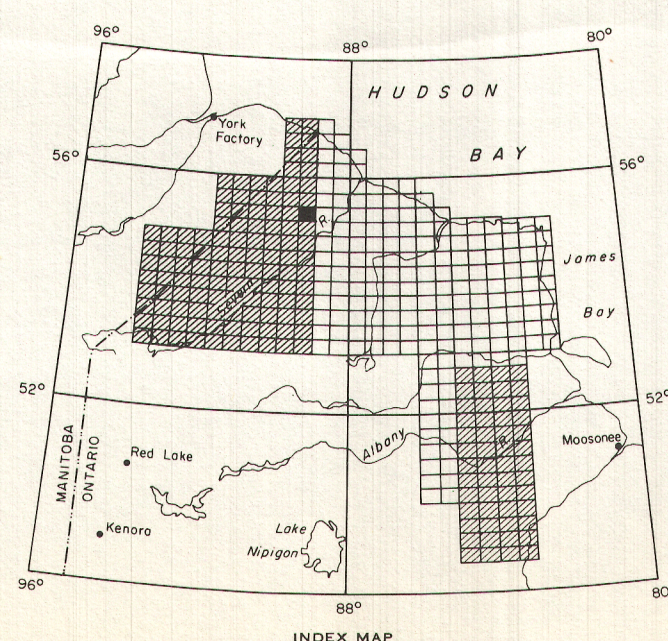 96°
88°
80°
HUDSON
BAY
York
Factory
56°
56°
R.
James
Bay
Severn
52°
52°
MANITOBA
ONTARIO
Red Lake
Albany
R.
Moosonee
Kenora
Lake
Nipigon
96°
88°
80
INDEX MAP